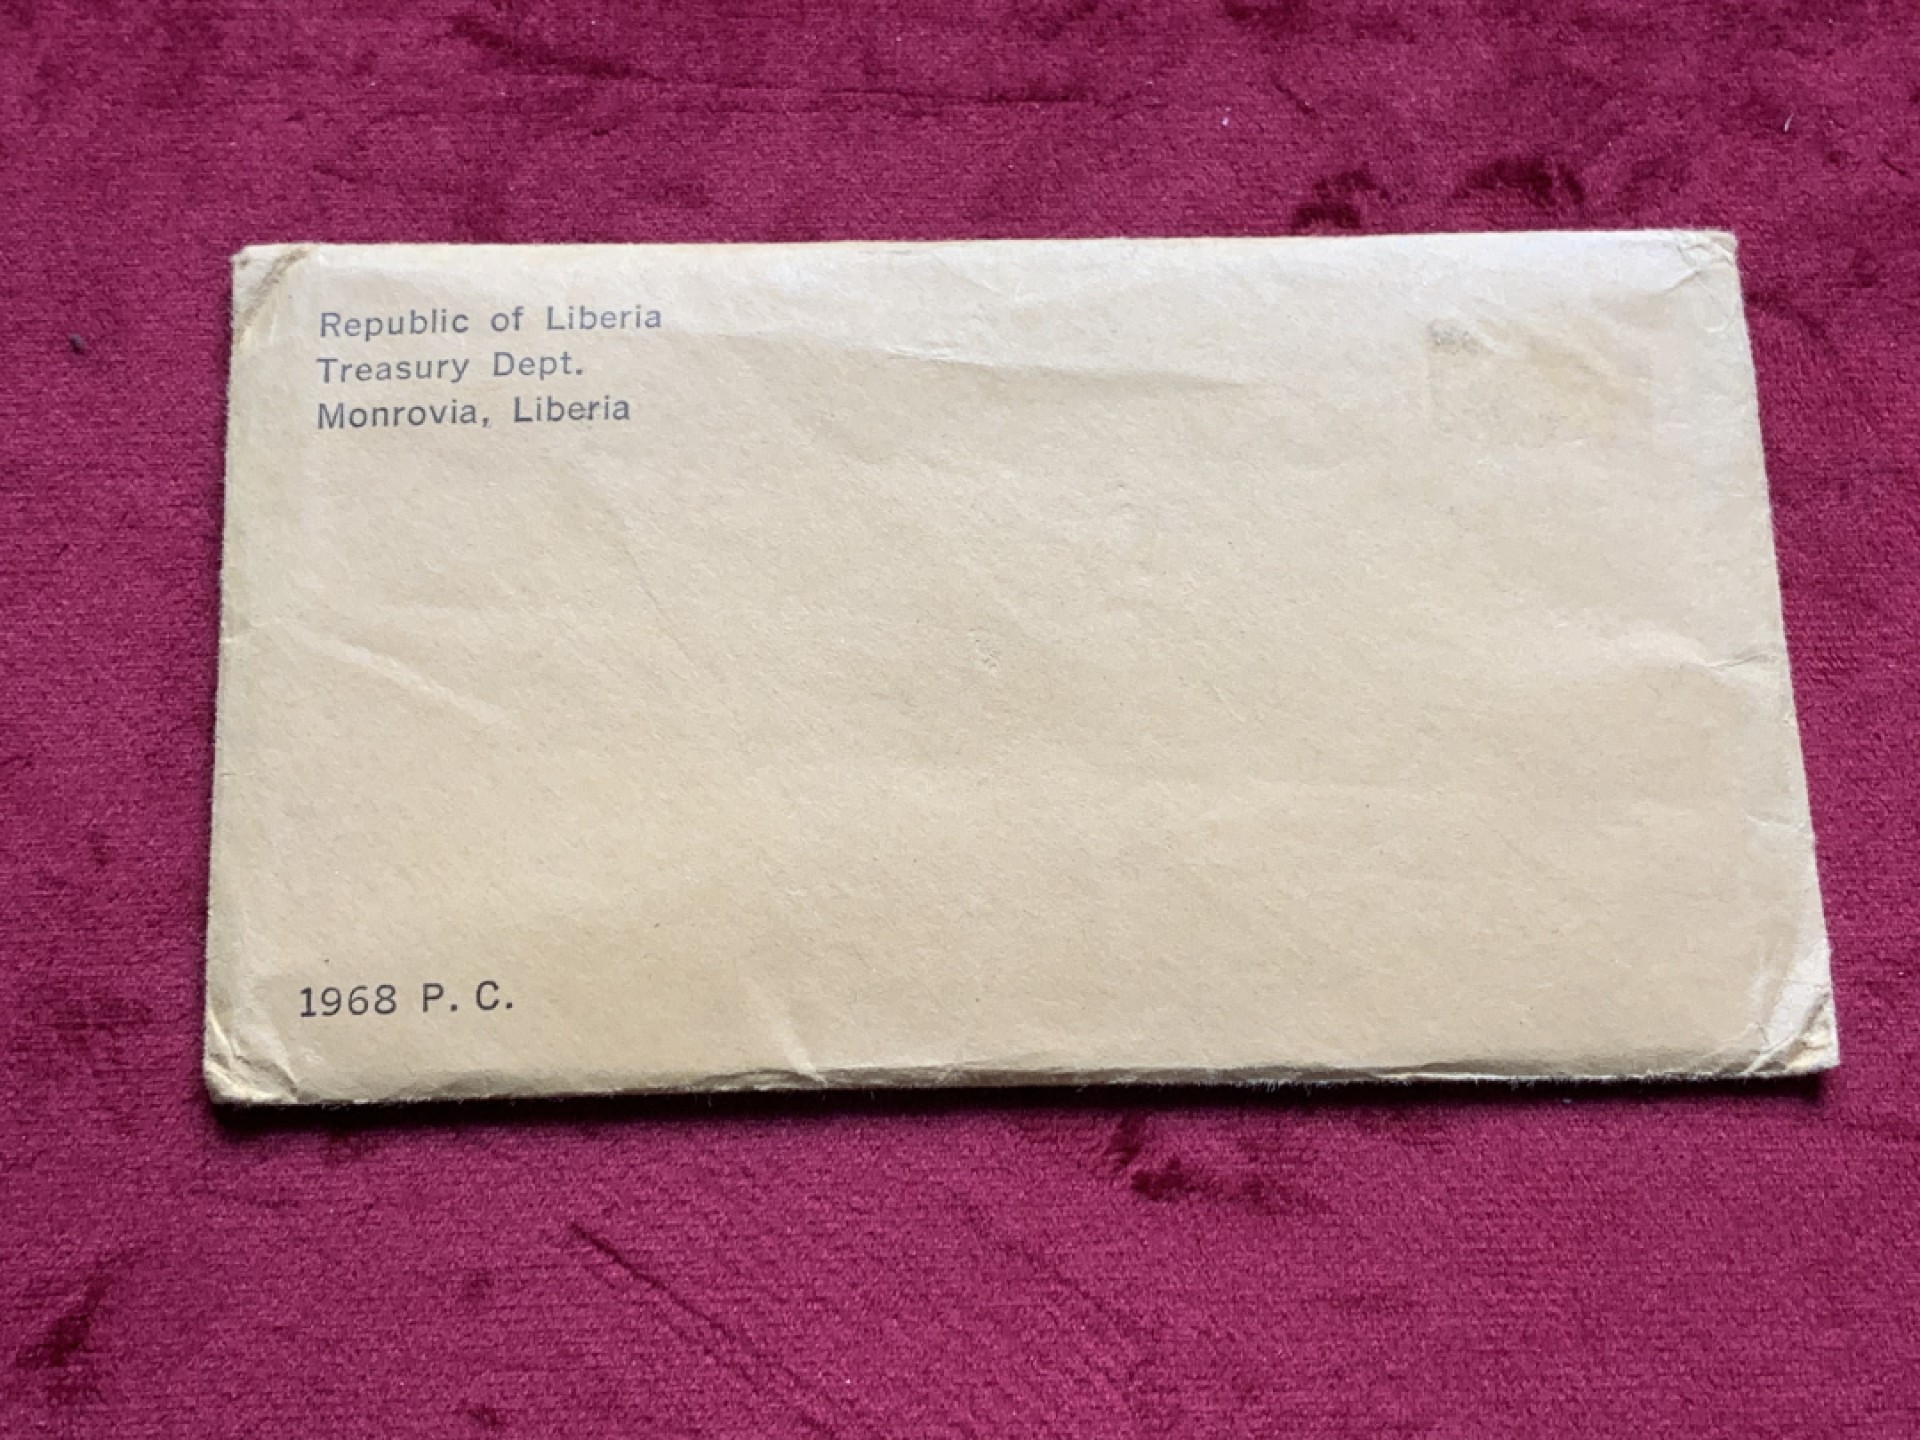 Republic of Liberia
Treasury Dept.
Monrovia, Liberia
1968 P. C.